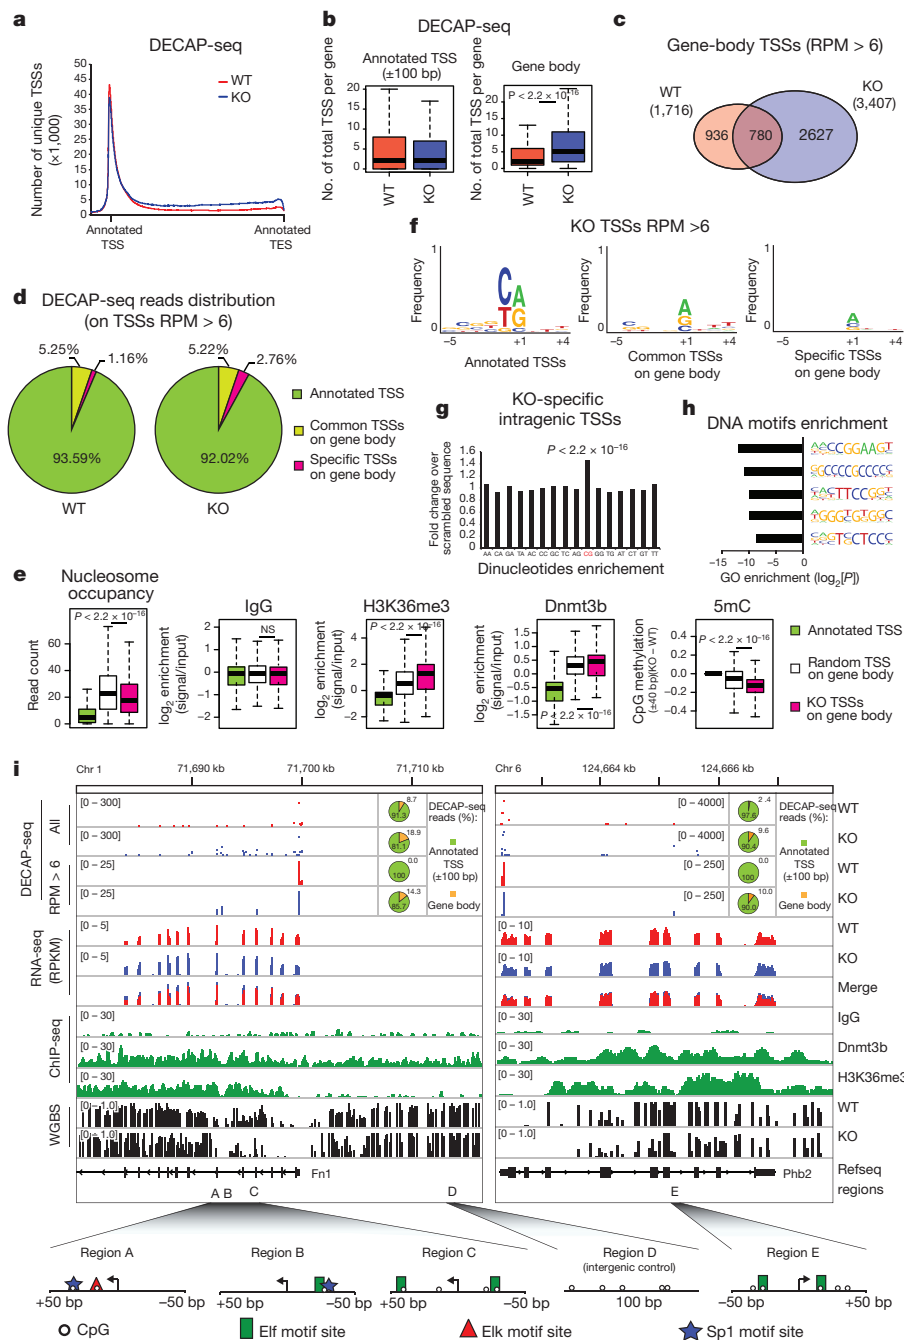 a
DECAP-seq
Number of unique TSSs
(×1,000)
50
45
40
35
30
25
20
15
10
5
0
WT
KO
Annotated
TSS
Annotated
TES
b
DECAP-seq
Annotated TSS
(±100 bp)
No. of total TSS per gene
20
15
10
5
0
WT
KO
Gene body
No. of total TSS per gene
P < 2.2 × 10−16
20
15
10
5
0
WT
KO
c
Gene-body TSSs (RPM > 6)
WT
(1,716)
KO
(3,407)
936
780
2627
d
DECAP-seq reads distribution
(on TSSs RPM > 6)
5.25%
1.16%
93.59%
WT
5.22%
2.76%
92.02%
KO
Annotated TSS
Common TSSs
on gene body
Specific TSSs
on gene body
f
KO TSSs RPM >6
Frequency
1
0
−5
+1
+4
Annotated TSSs
Frequency
1
0
−5
+1
+4
Common TSSs
on gene body
Frequency
1
0
−5
+1
+4
Specific TSSs
on gene body
g
KO-specific
intragenic TSSs
P < 2.2 × 10−16
Fold change over
scrambled sequence
1.6
1.4
1.2
1.0
0.8
0.6
0.4
0.2
0
AA CA GA TA AC CC GC TC AG CG GG TG AT CT GT TT
Dinucleotides enrichement
h
DNA motifs enrichment
−15
−10
−5
0
GO enrichment (log2[P])
e
Nucleosome
occupancy
P < 2.2 × 10−16
Read count
60
40
20
0
IgG
NS
log2 enrichment
(signal/input)
2
0
−2
H3K36me3
P < 2.2 × 10−16
log2 enrichment
(signal/input)
4
2
0
−2
Dnmt3b
log2 enrichment
(signal/input)
1.5
1.0
0.5
0
−0.5
−1.0
−1.5
P < 2.2 × 10−16
5mC
P < 2.2 × 10−16
CpG methylation
(±40 bp)(KO − WT)
0.4
0.2
0
−0.2
−0.4
Annotated TSS
Random TSS
on gene body
KO TSSs
on gene body
i
Chr 1
71,690 kb
71,700 kb
71,710 kb
Chr 6
124,664 kb
124,666 kb
DECAP-seq
All
RPM > 6
RNA-seq
(RPKM)
ChIP-seq
WGBS
[0 – 300]
[0 – 300]
[0 – 25]
[0 – 25]
[0 – 5]
[0 – 5]
[0 – 30]
[0 – 30]
[0 – 30]
[0 – 1.0]
[0 – 1.0]
8.7
91.3
18.9
81.1
0.0
100
14.3
85.7
DECAP-seq
reads (%):
Annotated
TSS
(±100 bp)
Gene body
Fn1
A B
C
D
[0 – 4000]
[0 – 4000]
[0 – 250]
[0 – 250]
[0 – 10]
[0 – 10]
[0 – 30]
[0 – 30]
[0 – 30]
[0 – 1.0]
[0 – 1.0]
2.4
97.6
9.6
90.4
0.0
100
10.0
90.0
DECAP-seq
reads (%):
Annotated
TSS
(±100 bp)
Gene body
Phb2
E
WT
KO
WT
KO
WT
KO
Merge
IgG
Dnmt3b
H3K36me3
WT
KO
Refseq
regions
Region A
+50 bp
−50 bp
Region B
+50 bp
Region C
−50 bp
Region D
(intergenic control)
100 bp
Region E
−50 bp
+50 bp
CpG
Elf motif site
Elk motif site
Sp1 motif site